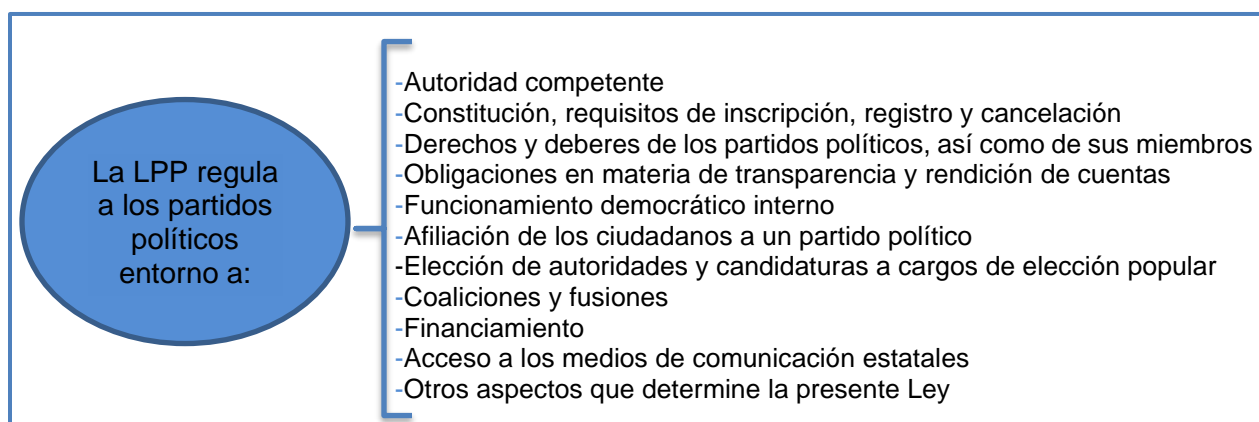 La LPP regula
a los partidos
políticos
entorno a:
-Autoridad competente
-Constitución, requisitos de inscripción, registro y cancelación
-Derechos y deberes de los partidos políticos, así como de sus miembros
-Obligaciones en materia de transparencia y rendición de cuentas
-Funcionamiento democrático interno
-Afiliación de los ciudadanos a un partido político
-Elección de autoridades y candidaturas a cargos de elección popular
-Coaliciones y fusiones
-Financiamiento
-Acceso a los medios de comunicación estatales
-Otros aspectos que determine la presente Ley